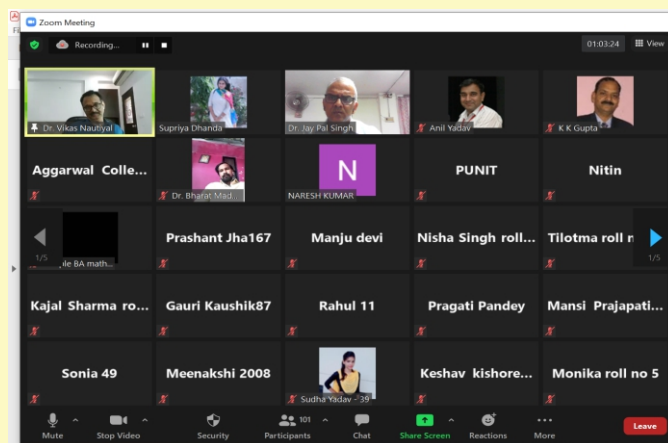 Zoom Meeting
Recording...
01:03:24
View
Dr. Vikas Nautiyal
Supriya Dhanda
Dr. Jay Pal Singh
Anil Yadav
K K Gupta
Aggarwal Colle...
Dr. Bharat Mad...
N
NARESH KUMAR
PUNIT
Nitin
1/5
BA math...
Prashant Jha167
Manju devi
Nisha Singh roll...
Tilotma roll
1/5
Kajal Sharma ro...
Gauri Kaushik87
Rahul 11
Pragati Pandey
Mansi Prajapati...
Sonia 49
Meenakshi 2008
Sudha Yadav - 39
Keshav kishore...
Monika roll no 5
Mute
Stop Video
Security
Participants
101
Chat
Share Screen
Reactions
More
Leave